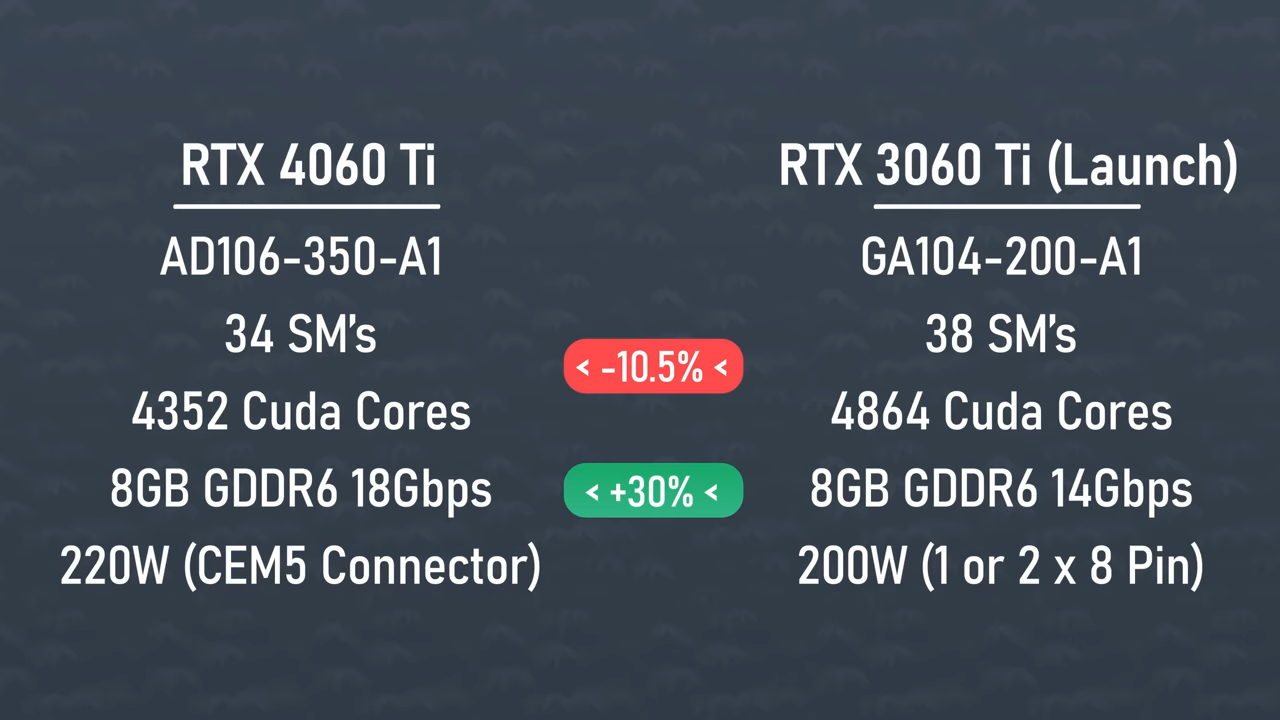 RTX 4060 Ti
AD106-350-A1
34 SM's
4352 Cuda Cores
8GB GDDR6 18Gbps
220W (CEM5 Connector)
< -10.5% <
< +30% <
RTX 3060 Ti (Launch)
GA104-200-A1
38 SM's
4864 Cuda Cores
8GB GDDR6 14Gbps
200W (1 or 2 x 8 Pin)